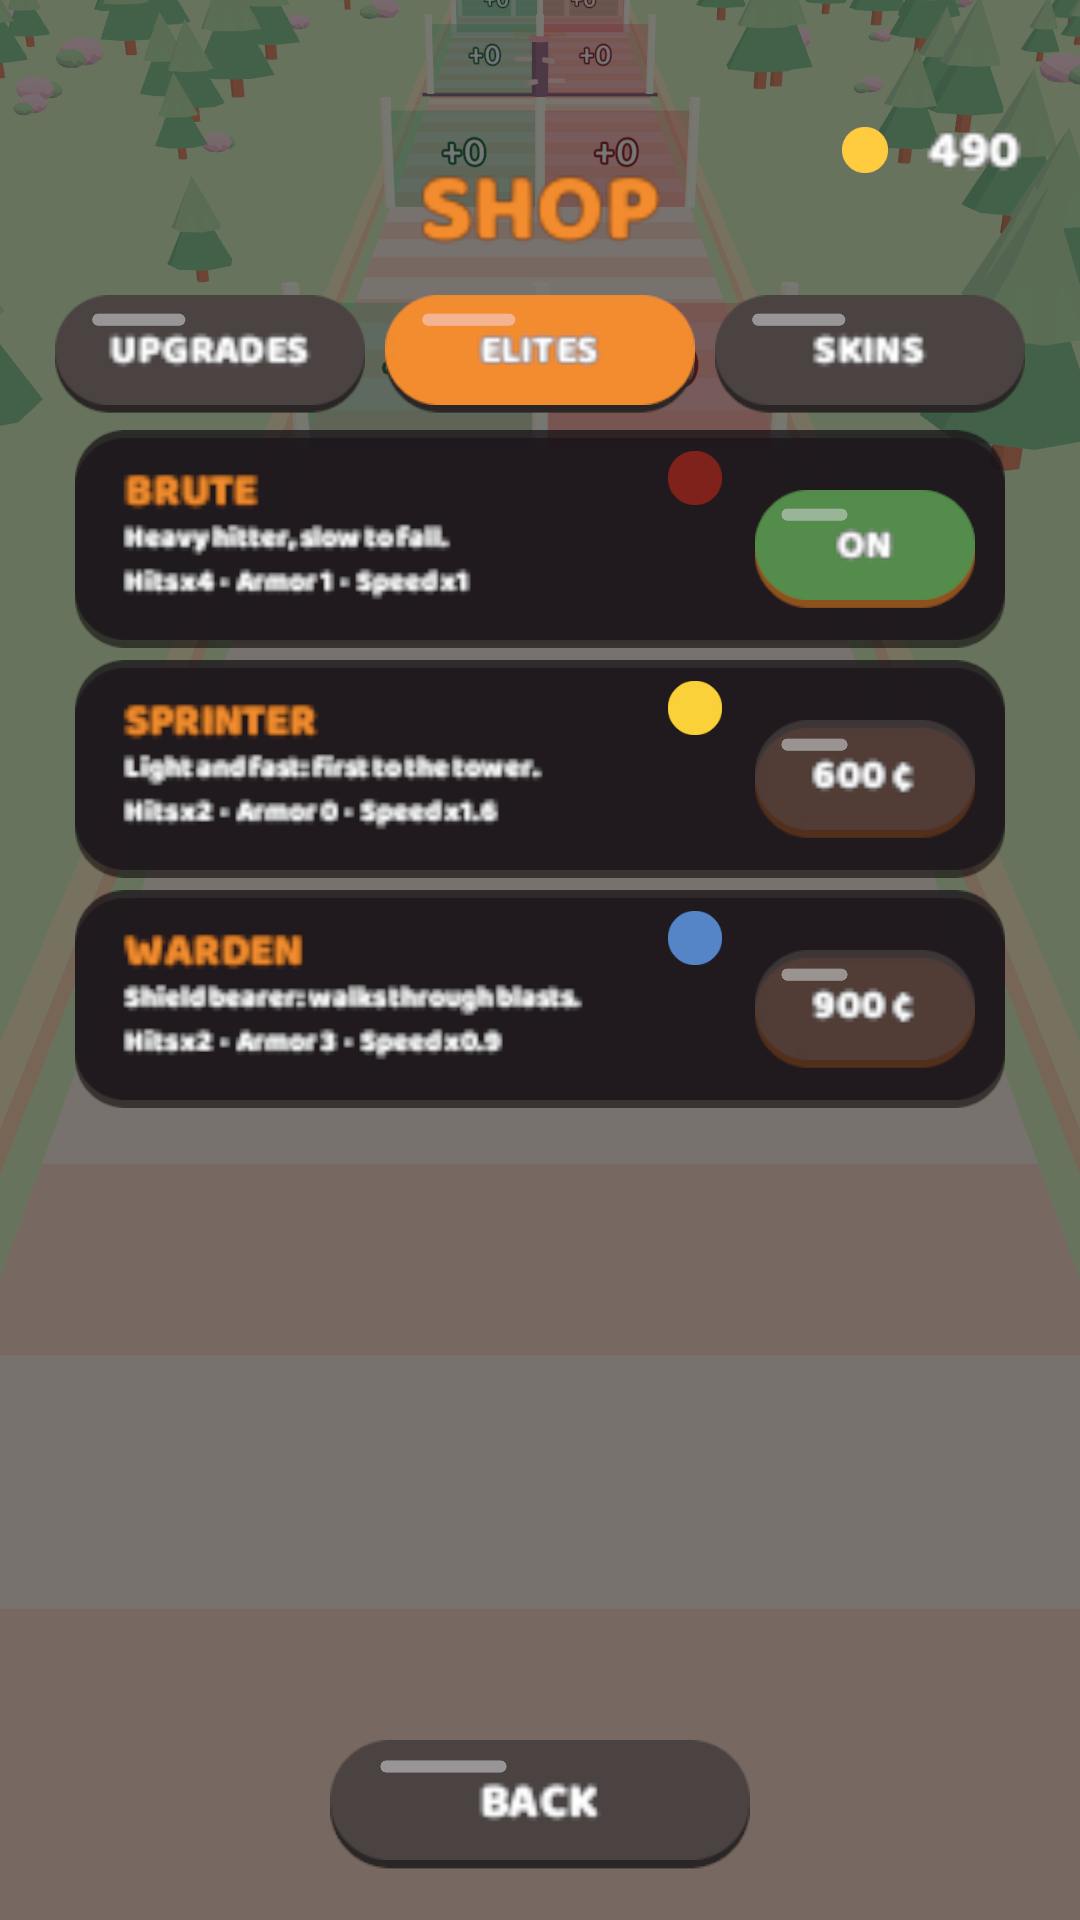 +0 +0
+0 +0
+0 +0
490
SHOP
UPGRADES ELITES SKINS
BRUTE
Heavy hitter, slow to fall.
Hits x4 - Armor 1 - Speed x1
ON
SPRINTER
Light and fast: first to the tower.
Hits x2 - Armor 0 - Speed x1.6
600 ¢
WARDEN
Shield bearer: walks through blasts.
Hits x2 - Armor 3 - Speed x0.9
900 ¢
BACK